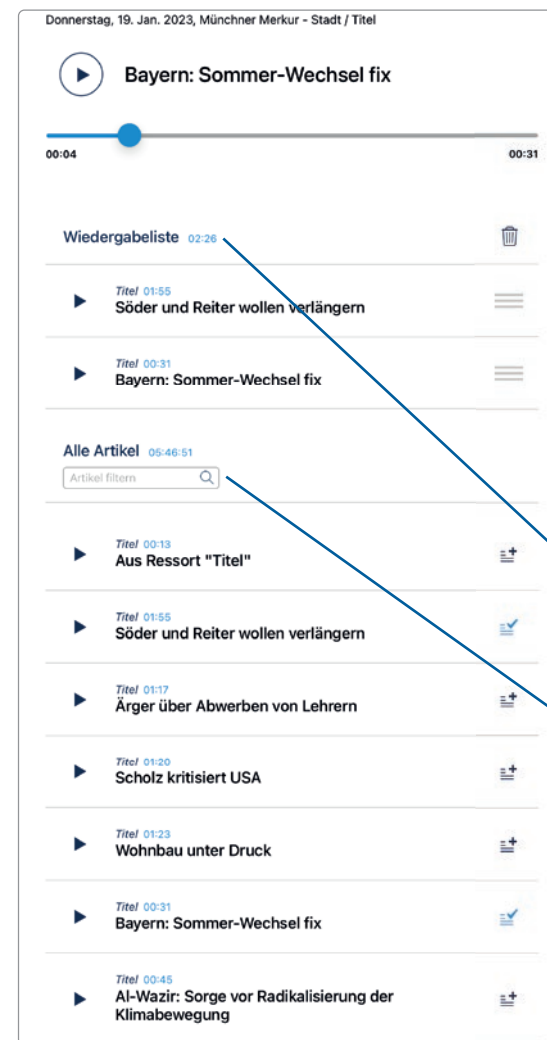 Donnerstag, 19. Jan. 2023, Münchner Merkur - Stadt / Titel
Bayern: Sommer-Wechsel fix
00:04 00:31
Wiedergabeliste 02:26
Titel 01:55
Söder und Reiter wollen verlängern
Titel 00:31
Bayern: Sommer-Wechsel fix
Alle Artikel 05:46:51
Artikel filtern
Titel 00:13
Aus Ressort "Titel"
Titel 01:55
Söder und Reiter wollen verlängern
Titel 01:17
Ärger über Abwerben von Lehrern
Titel 01:20
Scholz kritisiert USA
Titel 01:23
Wohnbau unter Druck
Titel 00:31
Bayern: Sommer-Wechsel fix
Titel 00:45
Al-Wazir: Sorge vor Radikalisierung der
Klimabewegung